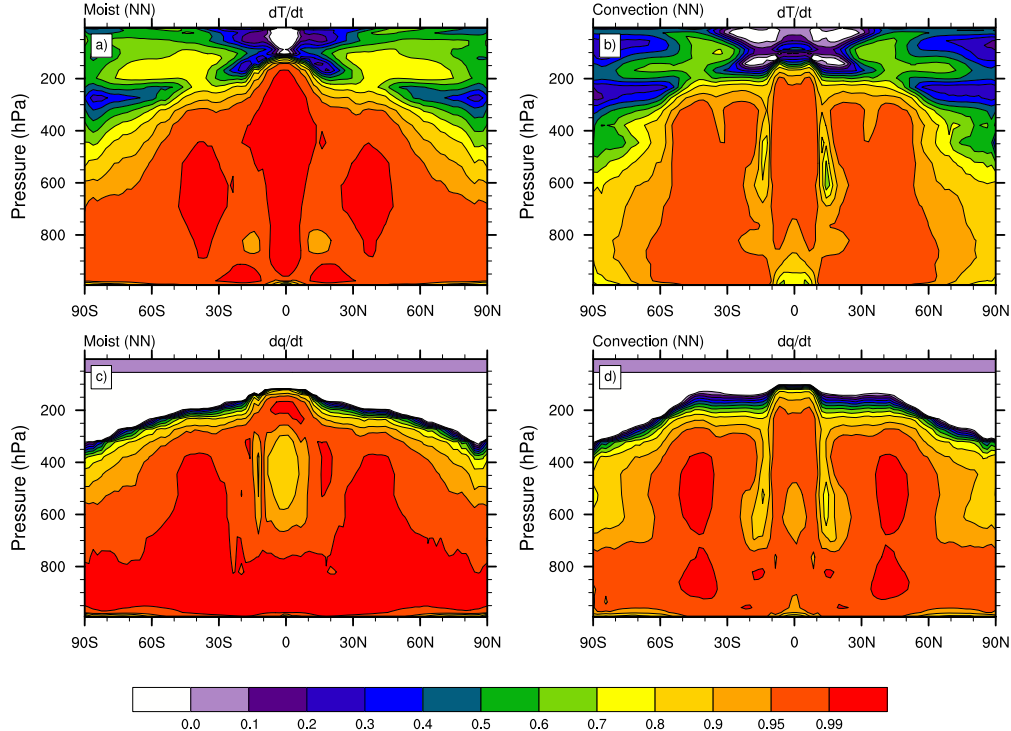 Moist (NN) dT/dt
Convection (NN) dT/dt
a)
b)
Pressure (hPa)
200
400
600
800
90S 60S 30S 0 30N 60N 90N
Pressure (hPa)
200
400
600
800
90S 60S 30S 0 30N 60N 90N
Moist (NN) dq/dt
Convection (NN) dq/dt
c)
d)
Pressure (hPa)
200
400
600
800
90S 60S 30S 0 30N 60N 90N
Pressure (hPa)
200
400
600
800
90S 60S 30S 0 30N 60N 90N
0.0 0.1 0.2 0.3 0.4 0.5 0.6 0.7 0.8 0.9 0.95 0.99